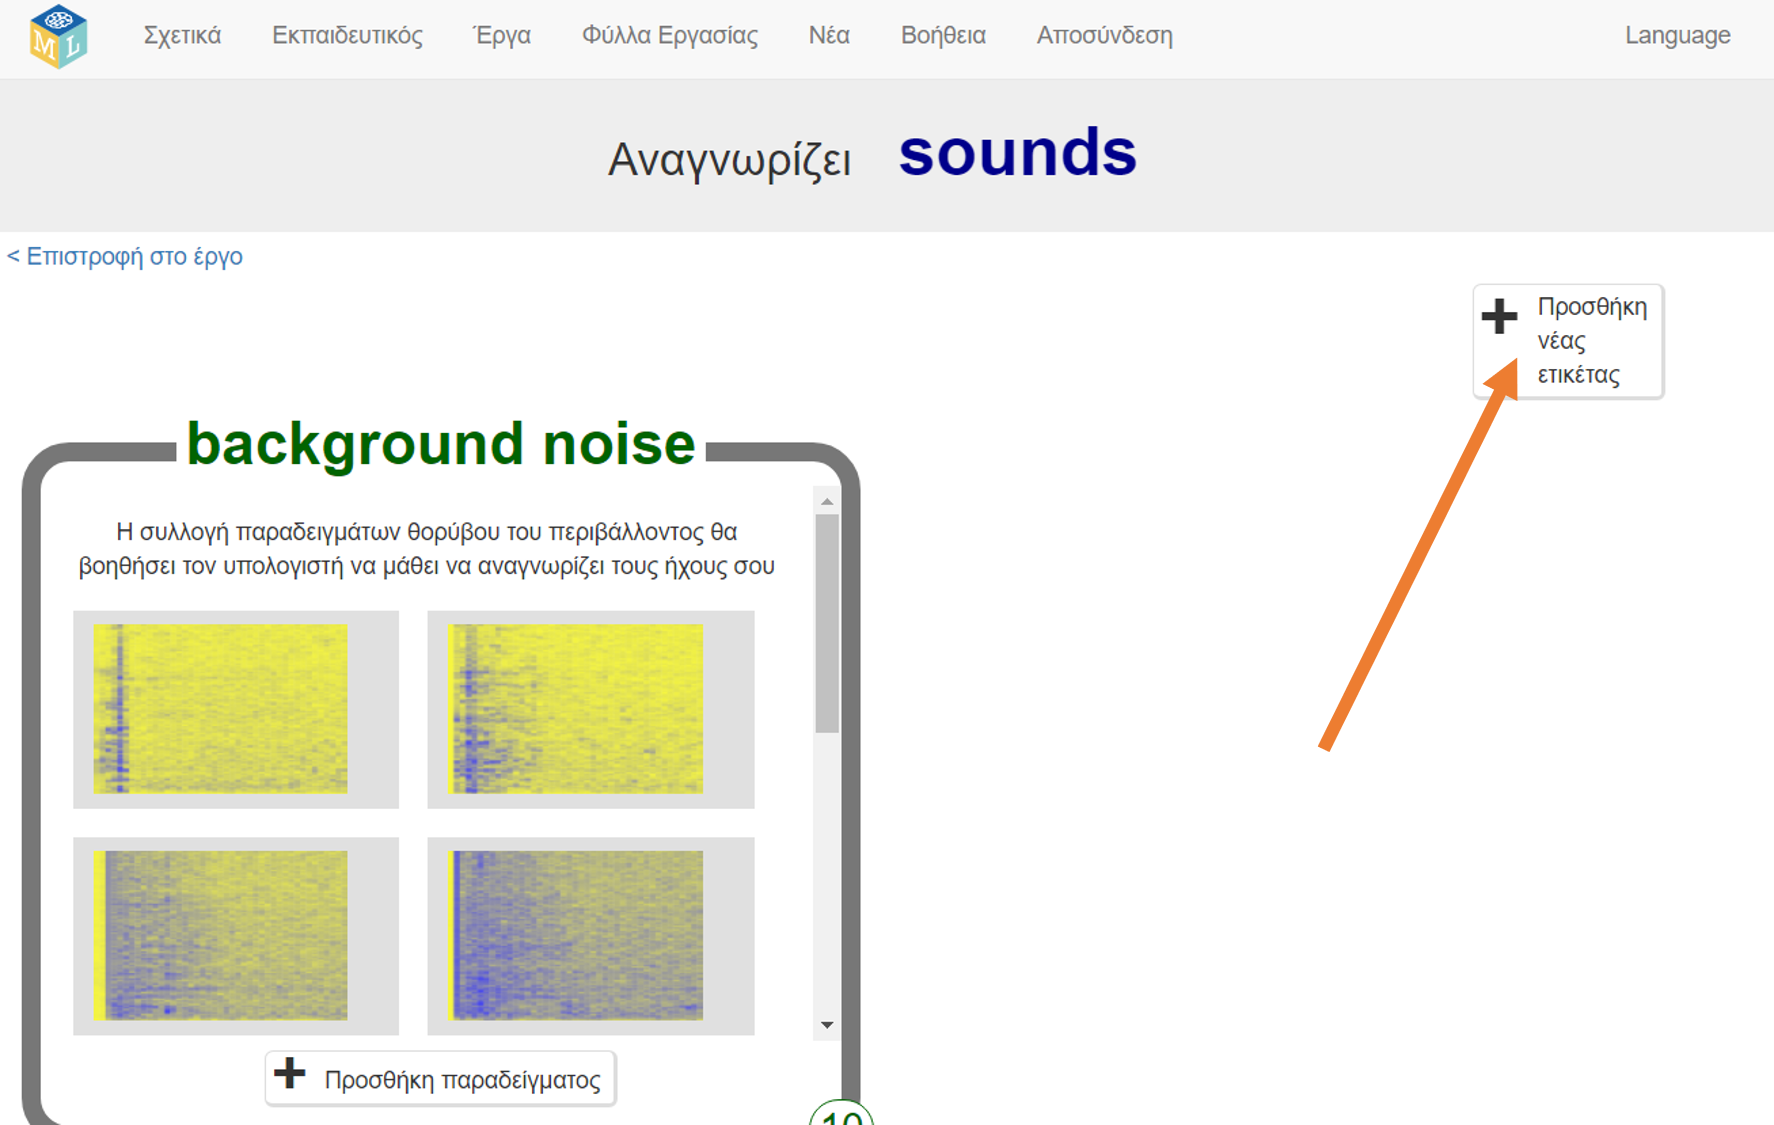 ML
Σχετικά Εκπαιδευτικός Έργα Φύλλα Εργασίας Νέα Βοήθεια Αποσύνδεση Language
Αναγνωρίζει sounds
< Επιστροφή στο έργο
Προσθήκη
νέας
ετικέτας
background noise
Η συλλογή παραδειγμάτων θορύβου του περιβάλλοντος θα
βοηθήσει τον υπολογιστή να μάθει να αναγνωρίζει τους ήχους σου
Προσθήκη παραδείγματος
10